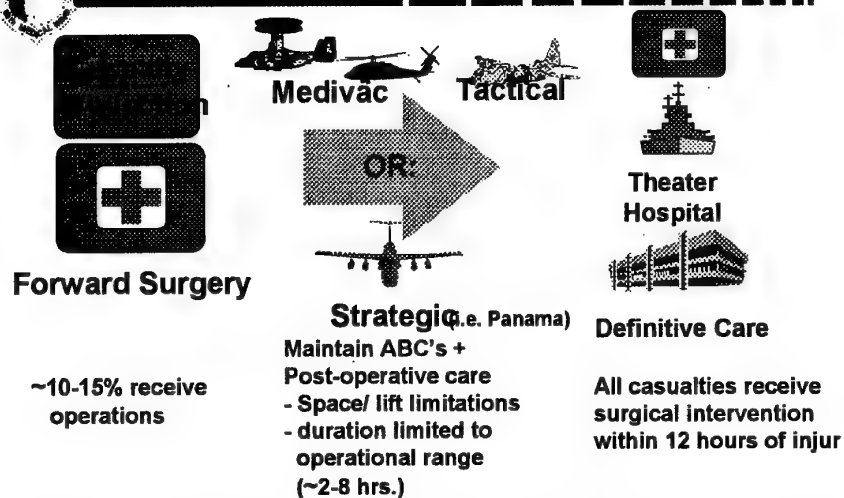 Medivac
Tactical
OR:
Forward Surgery
~10-15% receive
operations
Strategic (i.e. Panama)
Maintain ABC's +
Post-operative care
- Space/ lift limitations
- duration limited to
operational range
(~2-8 hrs.)
Theater
Hospital
Definitive Care
All casualties receive
surgical intervention
within 12 hours of injur